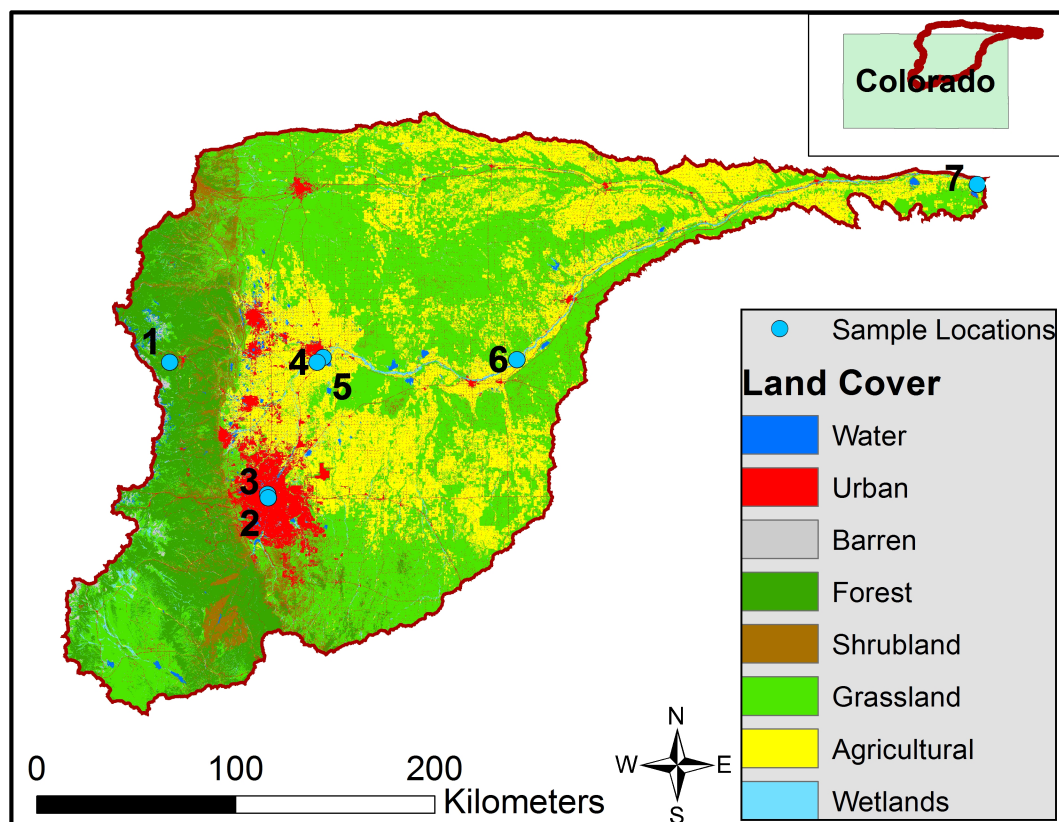 Colorado
7
1
4
6
5
3
2
Sample Locations
Land Cover
Water
Urban
Barren
Forest
Shrubland
Grassland
Agricultural
Wetlands
N
W E
S
0 100 200
Kilometers